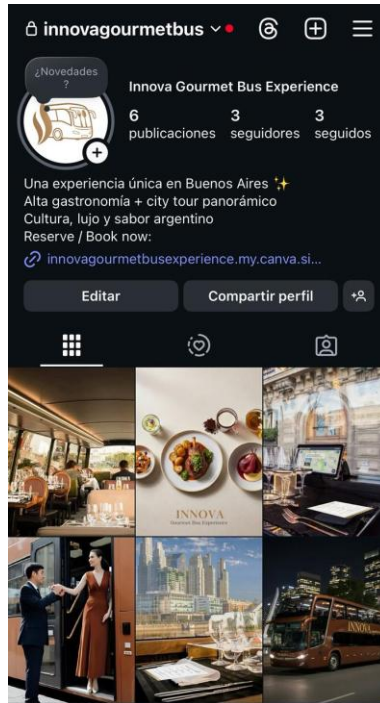 innovagourmetbus
¿Novedades
?
Innova Gourmet Bus Experience
6 3 3
publicaciones seguidores seguidos
Una experiencia única en Buenos Aires ✨
Alta gastronomía + city tour panorámico
Cultura, lujo y sabor argentino
Reserve / Book now:
innovagourmetbusexperience.my.canva.si...
Editar Compartir perfil
INNOVA
Gourmet Bus Experience
INNOVA